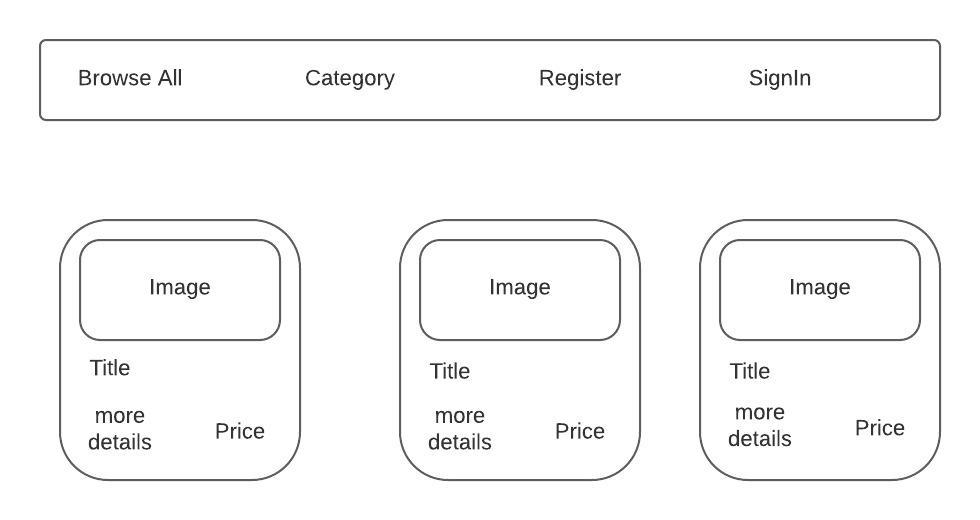 Browse All
Category
Register
SignIn
Image
Title
more
details
Price
Image
Title
more
details
Price
Image
Title
more
details
Price